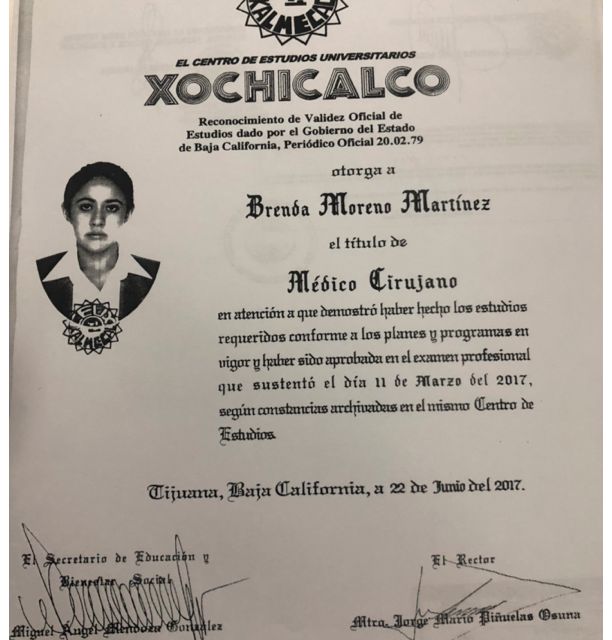 XALMECAC
EL CENTRO DE ESTUDIOS UNIVERSITARIOS
XOCHICALCO
Reconocimiento de Validez Oficial de
Estudios dado por el Gobierno del Estado
de Baja California, Periódico Oficial 20.02.79
otorga a
Brenda Moreno Martínez
el título de
Médico Cirujano
en atención a que demostró haber hecho los estudios
requeridos conforme a los planes y programas en
vigor y haber sido aprobada en el examen profesional
que sustentó el día 11 de Marzo del 2017,
según constancias archivadas en el mismo Centro de
Estudios.
Tijuana, Baja California, a 22 de Junio del 2017.
El Secretario de Educación y
Bienestar Social
Miguel Ángel Mendoza González
El Rector
Mtro. Jorge Mario Piñuelas Osuna